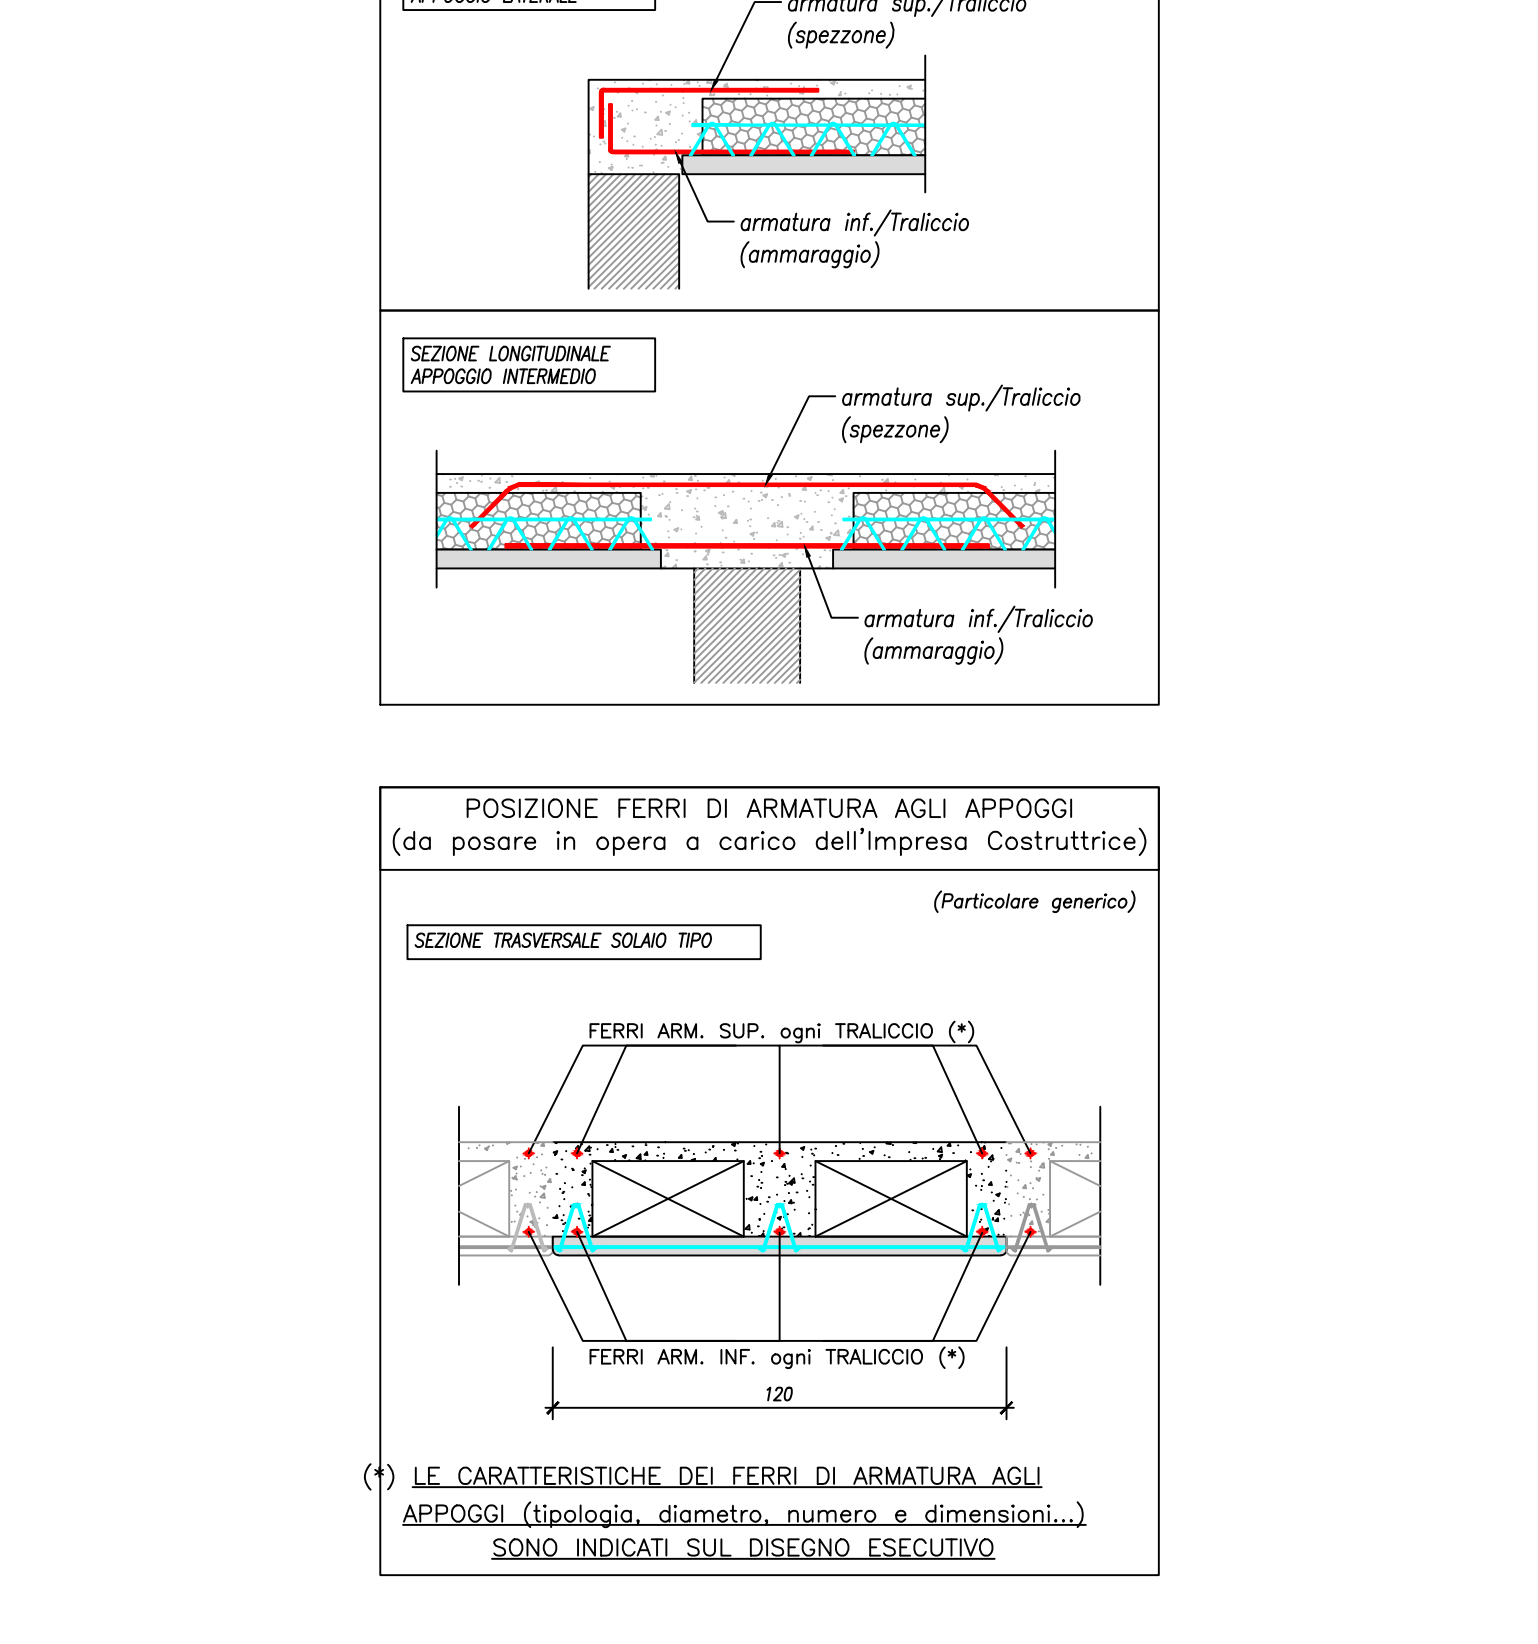 APPOGGIO LATERALE
armatura sup./Traliccio
(spezzone)
armatura inf./Traliccio
(ammaraggio)
SEZIONE LONGITUDINALE
APPOGGIO INTERMEDIO
armatura sup./Traliccio
(spezzone)
armatura inf./Traliccio
(ammaraggio)
POSIZIONE FERRI DI ARMATURA AGLI APPOGGI
(da posare in opera a carico dell'Impresa Costruttrice)
(Particolare generico)
SEZIONE TRASVERSALE SOLAIO TIPO
FERRI ARM. SUP. ogni TRALICCIO (*)
FERRI ARM. INF. ogni TRALICCIO (*)
120
(*) LE CARATTERISTICHE DEI FERRI DI ARMATURA AGLI
APPOGGI (tipologia, diametro, numero e dimensioni...)
SONO INDICATI SUL DISEGNO ESECUTIVO